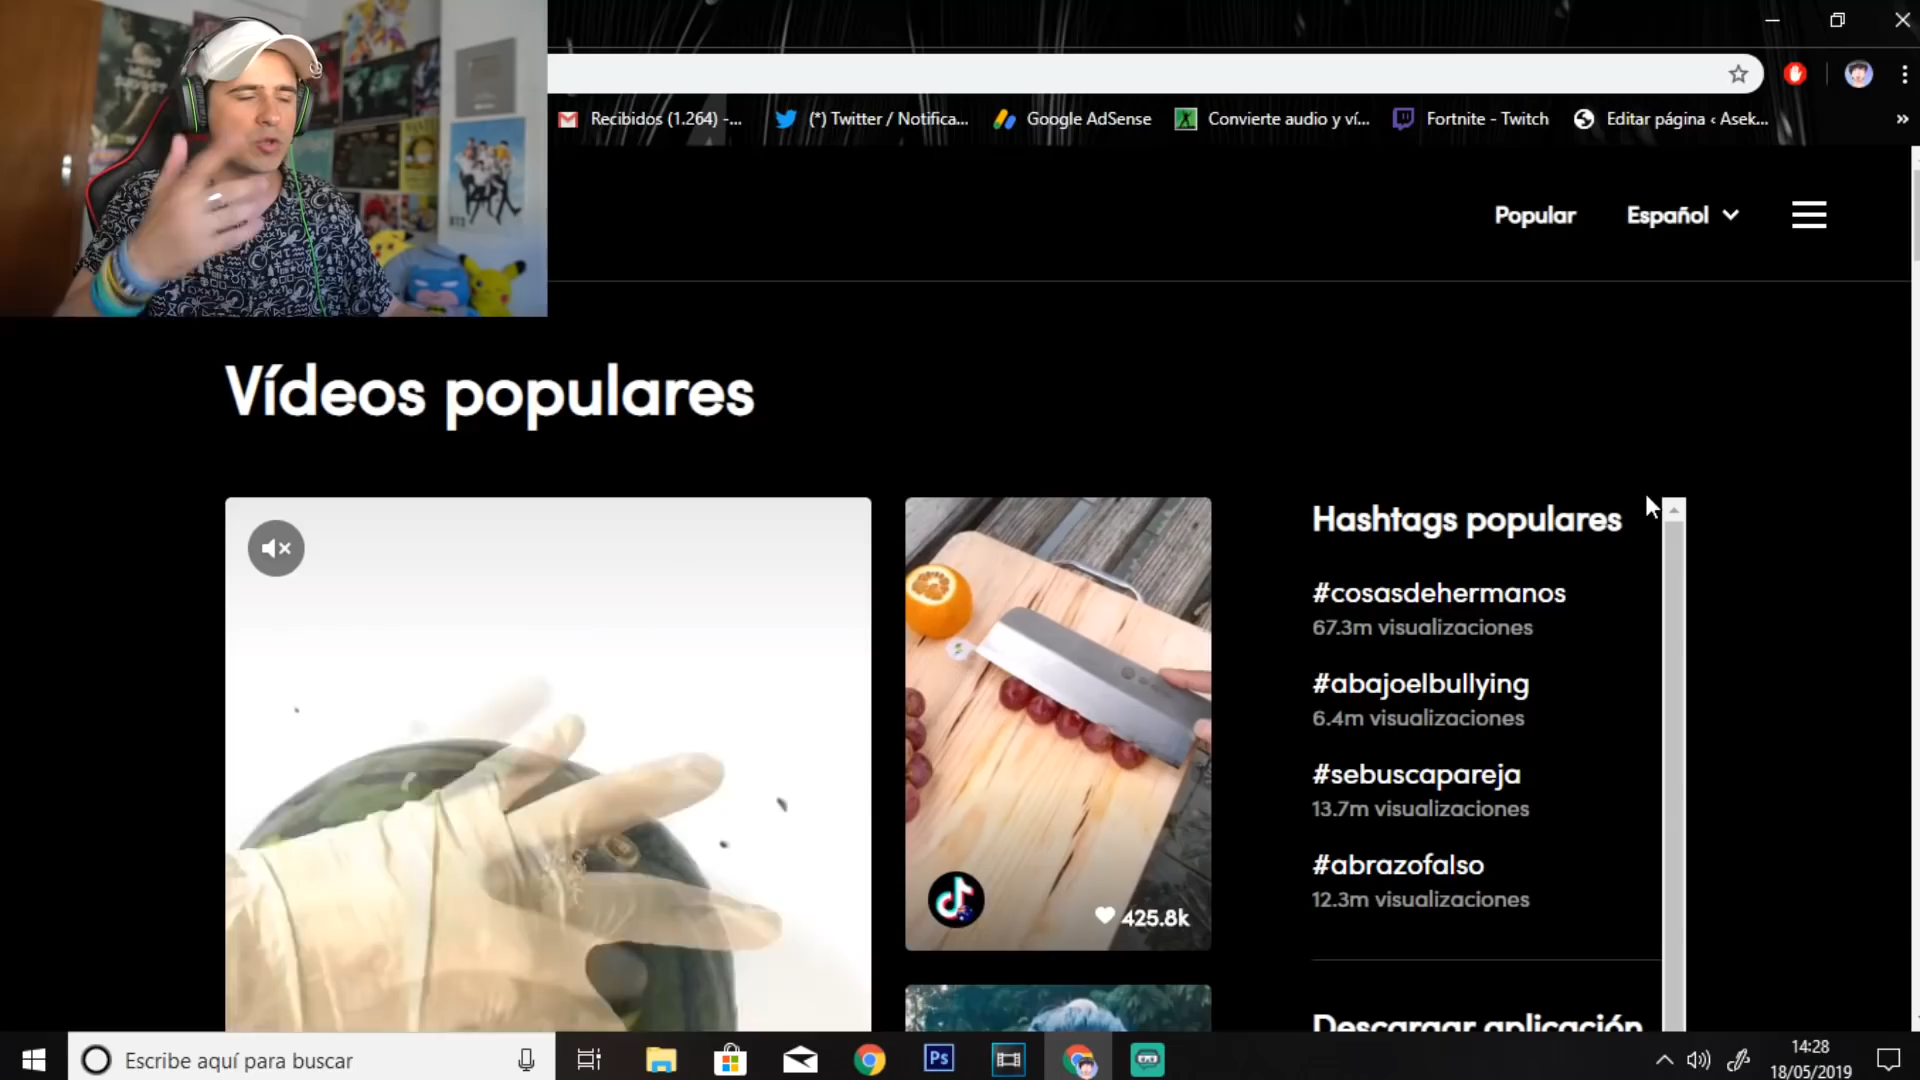 Recibidos (1.264) -...
(*) Twitter / Notifica...
Google AdSense
Convierte audio y ví...
Fortnite - Twitch
Editar página ‹ Asek...
»
Popular
Español
BTS
Vídeos populares
Hashtags populares
#cosasdehermanos
67.3m visualizaciones
#abajoelbullying
6.4m visualizaciones
#sebuscapareja
13.7m visualizaciones
#abrazofalso
12.3m visualizaciones
425.8k
Descargar aplicación
Escribe aquí para buscar
Ps
14:28
18/05/2019